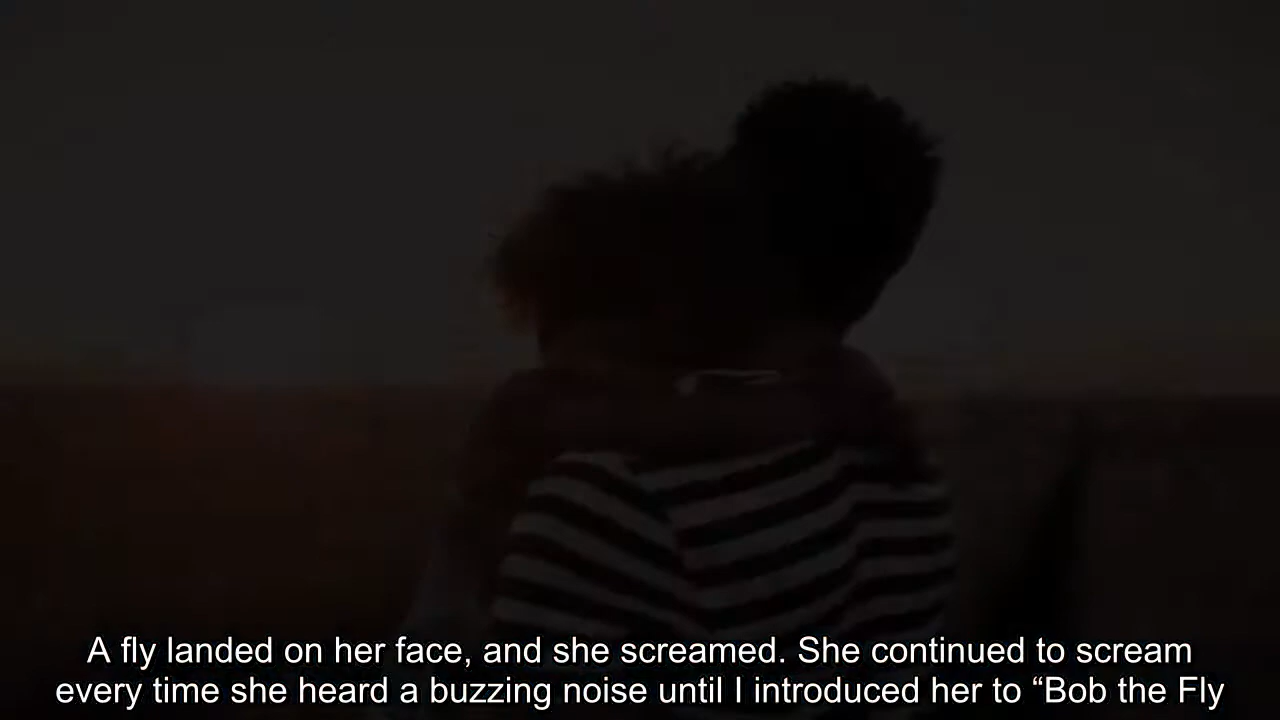 A fly landed on her face, and she screamed. She continued to scream
every time she heard a buzzing noise until I introduced her to “Bob the Fly